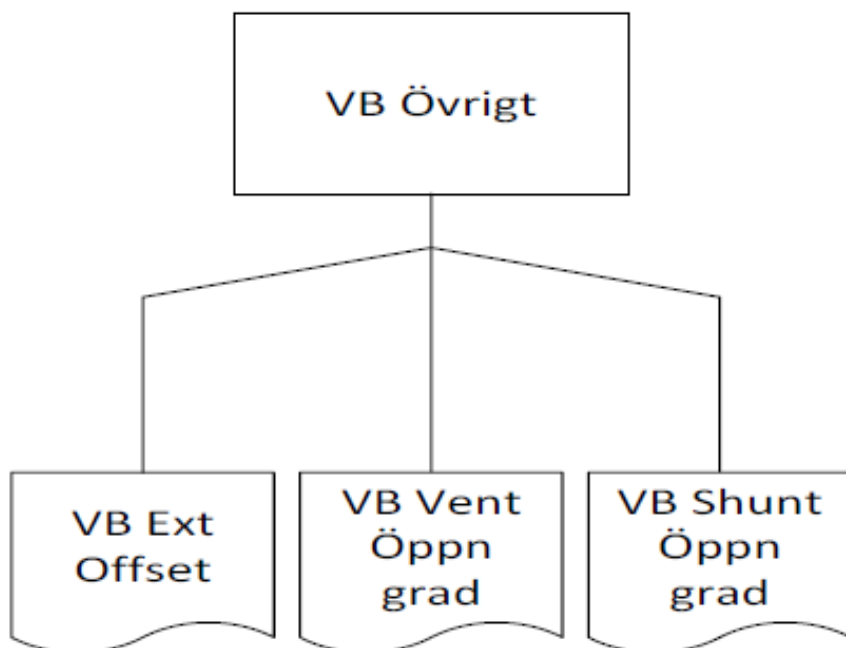 VB Övrigt
VB Ext
Offset
VB Vent
Öppn
grad
VB Shunt
Öppn
grad